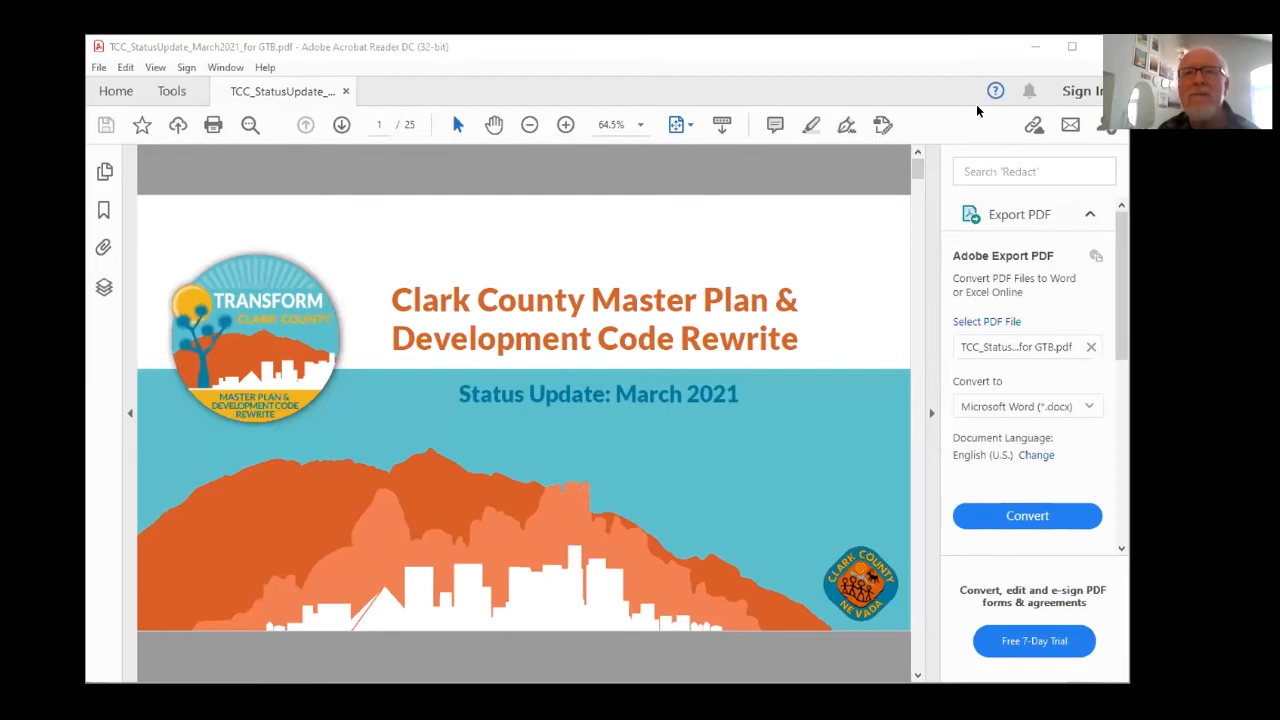 TCC_StatusUpdate_March2021_for GTB.pdf - Adobe Acrobat Reader DC (32-bit)
File Edit View Sign Window Help
Home Tools TCC_StatusUpdate_... × Sign In
1 / 25 64.5%
Search 'Redact'
Export PDF
Adobe Export PDF
Convert PDF Files to Word
or Excel Online
Select PDF File
TCC_Status...for GTB.pdf
Convert to
Microsoft Word (*.docx)
Document Language:
English (U.S.) Change
Convert
Convert, edit and e-sign PDF
forms & agreements
Free 7-Day Trial
TRANSFORM
CLARK COUNTY
MASTER PLAN &
DEVELOPMENT CODE
REWRITE
Clark County Master Plan &
Development Code Rewrite
Status Update: March 2021
CLARK COUNTY
NEVADA